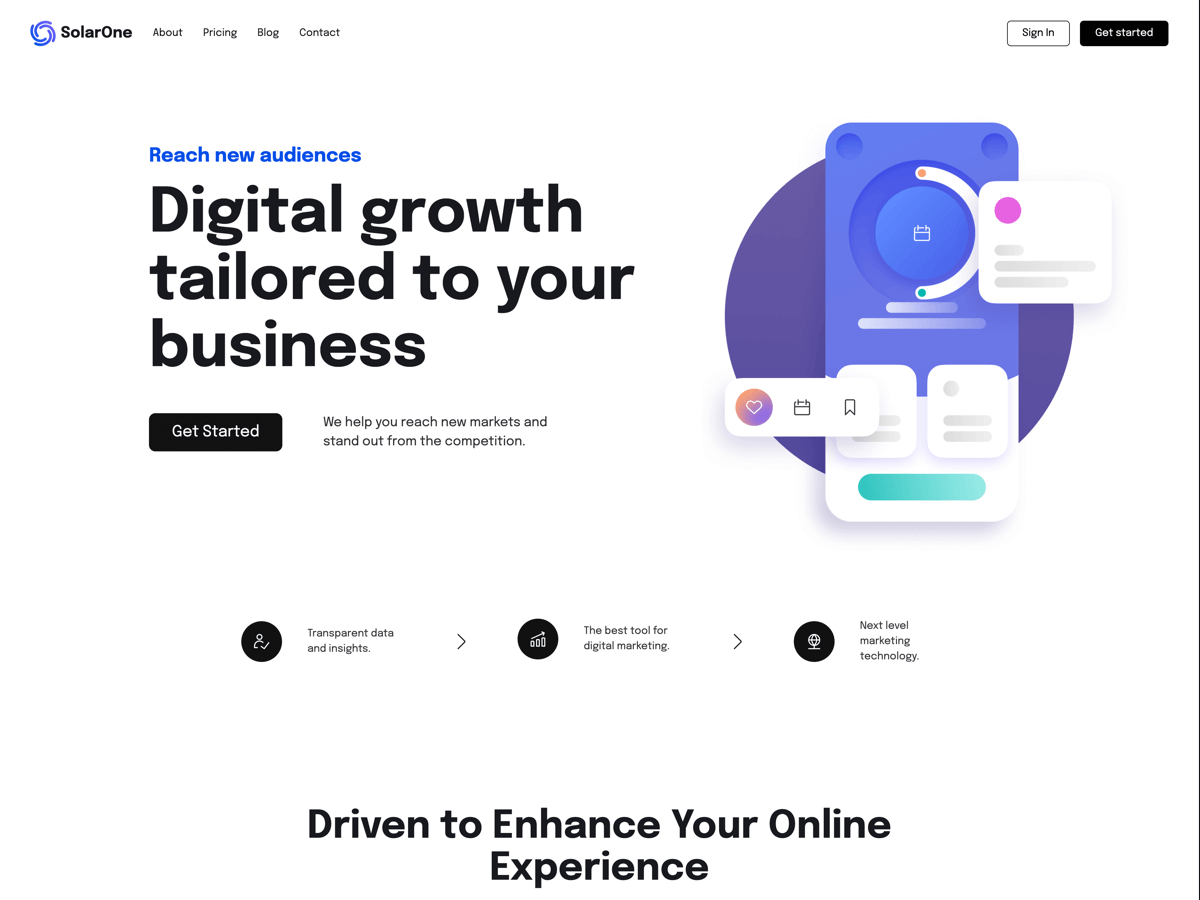 SolarOne
About
Pricing
Blog
Contact
Sign In
Get started
Reach new audiences
Digital growth
tailored to your
business
Get Started
We help you reach new markets and
stand out from the competition.
Transparent data
and insights.
The best tool for
digital marketing.
Next level
marketing
technology.
Driven to Enhance Your Online
Experience